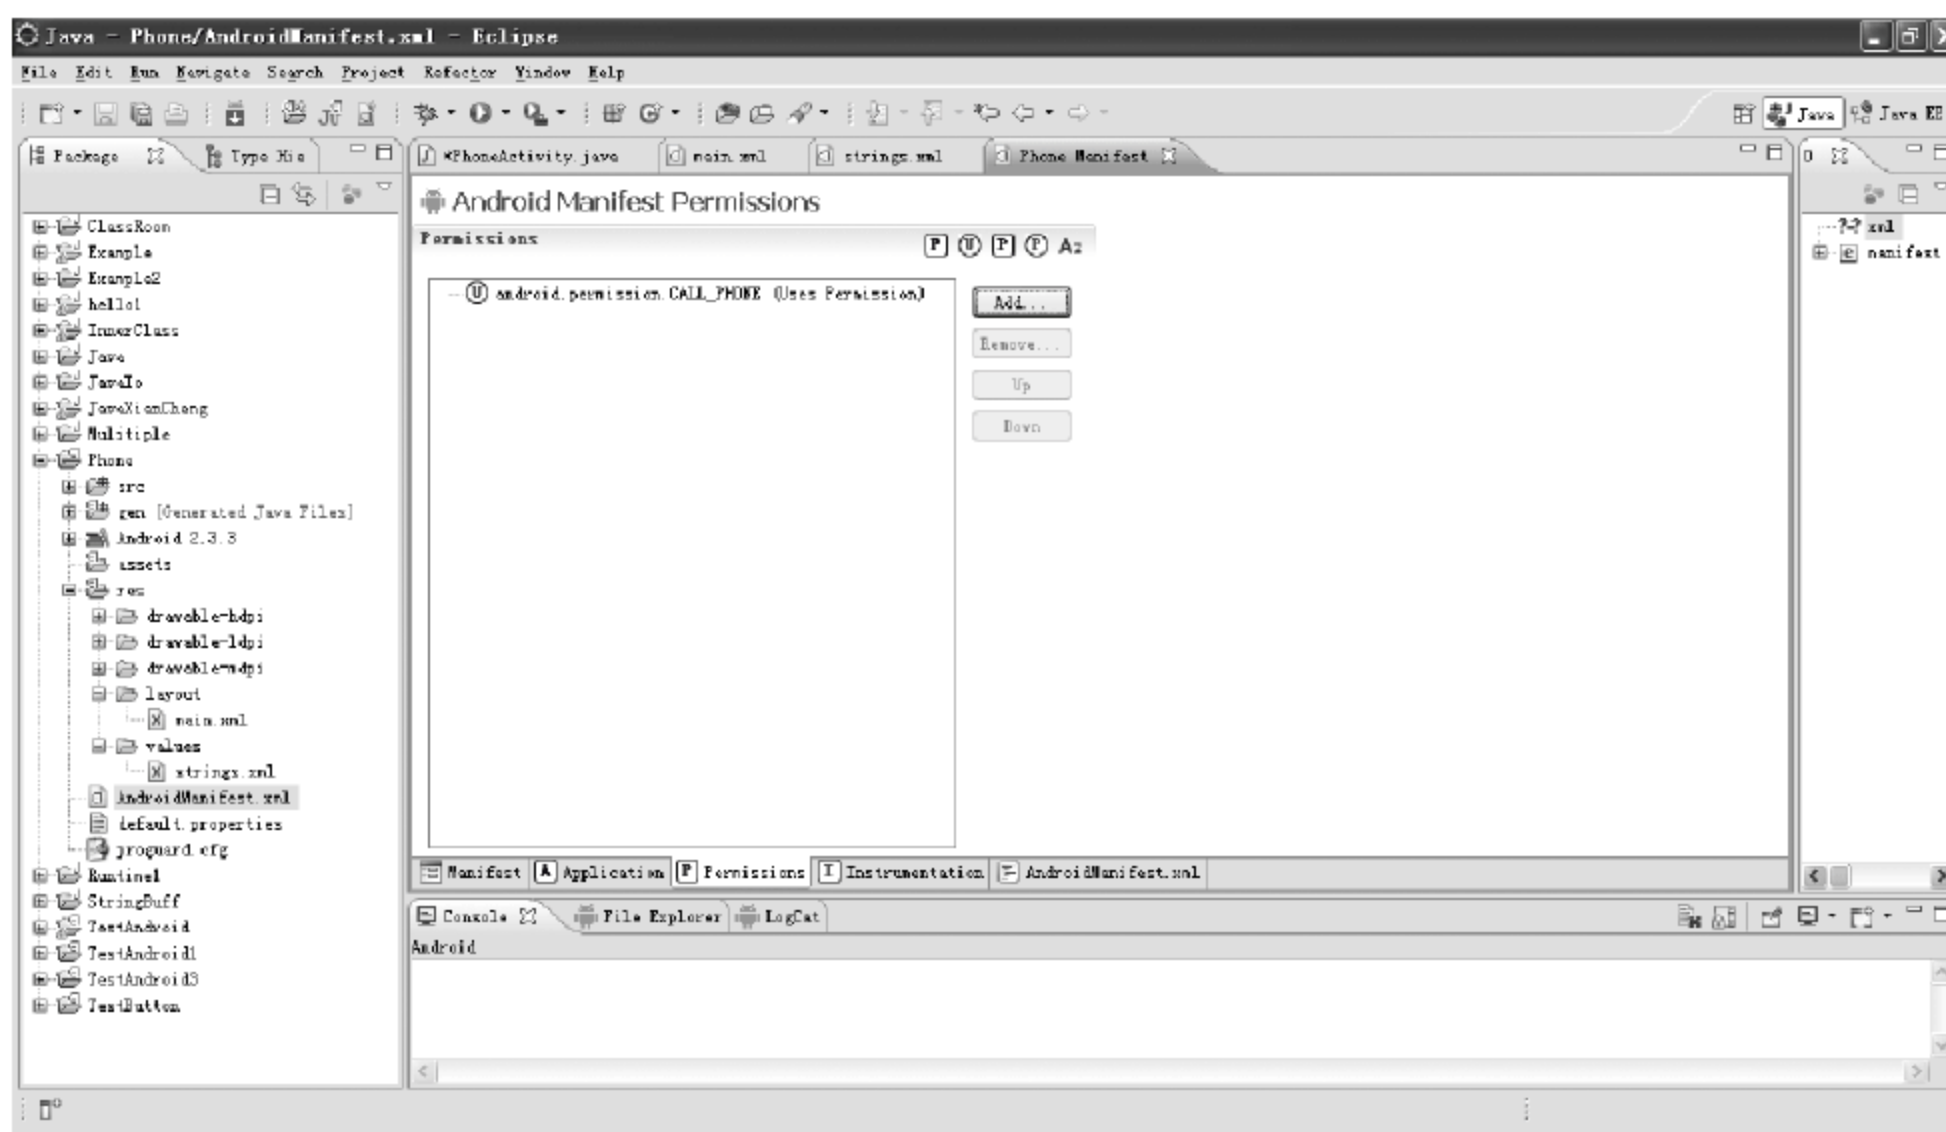 Java - Phone/AndroidManifest.xml - Eclipse
File Edit Run Navigate Search Project Refactor Window Help
Java Java EE
Package Type Hie
*PhoneActivity.java main.xml strings.xml Phone Manifest
O
Android Manifest Permissions
Permissions
P U P P Az
U android.permission.CALL_PHONE (Uses Permission)
Add...
Remove...
Up
Down
ClassRoom
Example
Example2
hello1
InnerClass
Java
JavaIo
JavaXianCheng
Mulitiple
Phone
src
gen [Generated Java Files]
Android 2.3.3
assets
res
drawable-hdpi
drawable-ldpi
drawable-mdpi
layout
main.xml
values
strings.xml
AndroidManifest.xml
default.properties
proguard.cfg
Runtime1
StringBuff
TestAndroid
TestAndroid1
TestAndroid3
TestButton
?-? xml
e manifest
Manifest A Application P Permissions I Instrumentation AndroidManifest.xml
Console File Explorer LogCat
Android